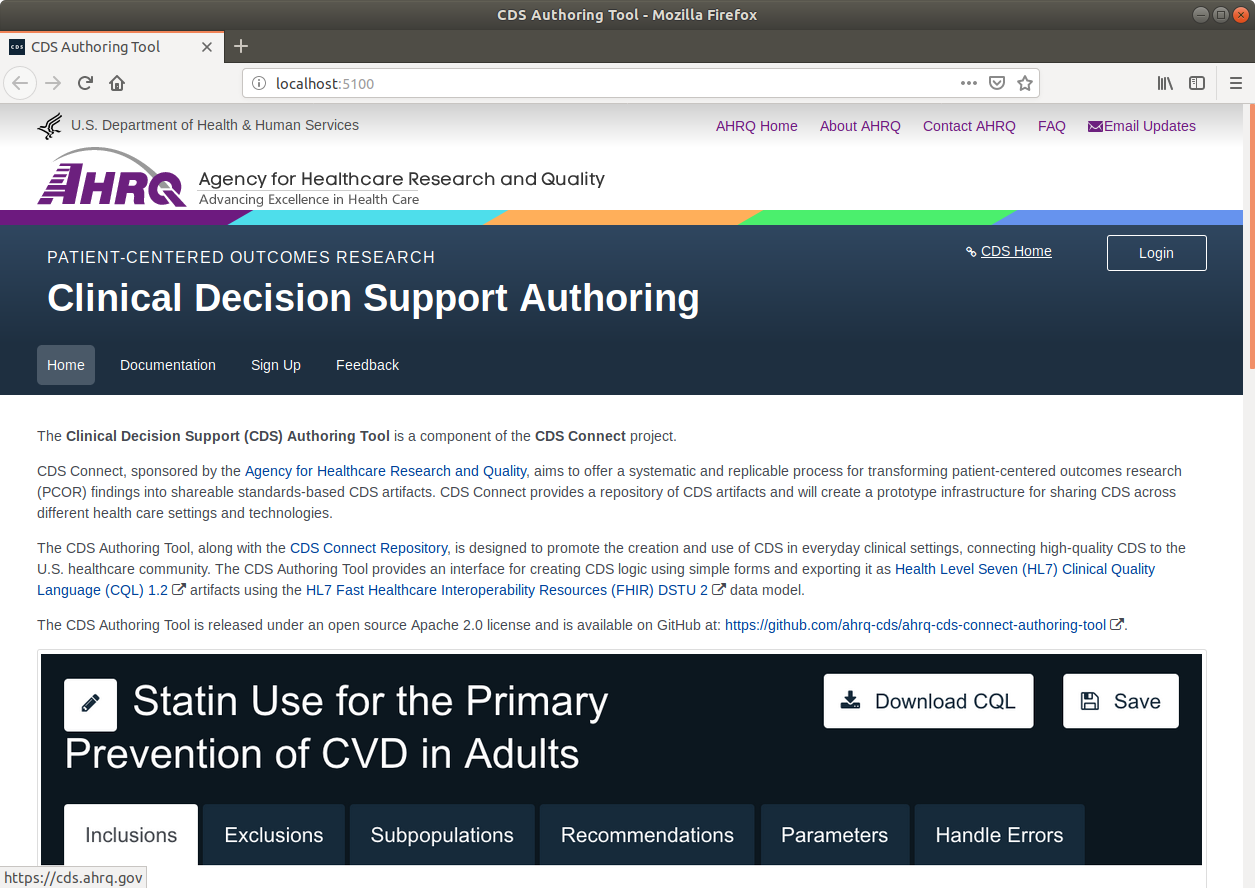 CDS Authoring Tool - Mozilla Firefox
CDS CDS Authoring Tool
localhost:5100
U.S. Department of Health & Human Services
AHRQ Home About AHRQ Contact AHRQ FAQ Email Updates
AHRQ
Agency for Healthcare Research and Quality
Advancing Excellence in Health Care
PATIENT-CENTERED OUTCOMES RESEARCH
CDS Home
Login
Clinical Decision Support Authoring
Home Documentation Sign Up Feedback
The Clinical Decision Support (CDS) Authoring Tool is a component of the CDS Connect project.
CDS Connect, sponsored by the Agency for Healthcare Research and Quality, aims to offer a systematic and replicable process for transforming patient-centered outcomes research
(PCOR) findings into shareable standards-based CDS artifacts. CDS Connect provides a repository of CDS artifacts and will create a prototype infrastructure for sharing CDS across
different health care settings and technologies.
The CDS Authoring Tool, along with the CDS Connect Repository, is designed to promote the creation and use of CDS in everyday clinical settings, connecting high-quality CDS to the
U.S. healthcare community. The CDS Authoring Tool provides an interface for creating CDS logic using simple forms and exporting it as Health Level Seven (HL7) Clinical Quality
Language (CQL) 1.2 artifacts using the HL7 Fast Healthcare Interoperability Resources (FHIR) DSTU 2 data model.
The CDS Authoring Tool is released under an open source Apache 2.0 license and is available on GitHub at: https://github.com/ahrq-cds/ahrq-cds-connect-authoring-tool.
Statin Use for the Primary
Prevention of CVD in Adults
Download CQL
Save
Inclusions Exclusions Subpopulations Recommendations Parameters Handle Errors
https://cds.ahrq.gov